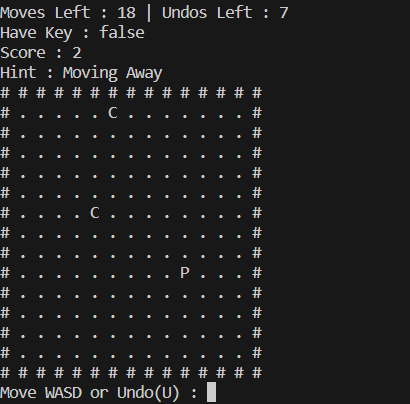 Moves Left : 18 | Undos Left : 7
Have Key : false
Score : 2
Hint : Moving Away
# # # # # # # # # # # # # # #
# . . . . . C . . . . . . . #
# . . . . . . . . . . . . . #
# . . . . . . . . . . . . . #
# . . . . . . . . . . . . . #
# . . . . . . . . . . . . . #
# . . . . C . . . . . . . . #
# . . . . . . . . . . . . . #
# . . . . . . . . . . . . . #
# . . . . . . . . . P . . . #
# . . . . . . . . . . . . . #
# . . . . . . . . . . . . . #
# . . . . . . . . . . . . . #
# . . . . . . . . . . . . . #
# # # # # # # # # # # # # # #
Move WASD or Undo(U) :